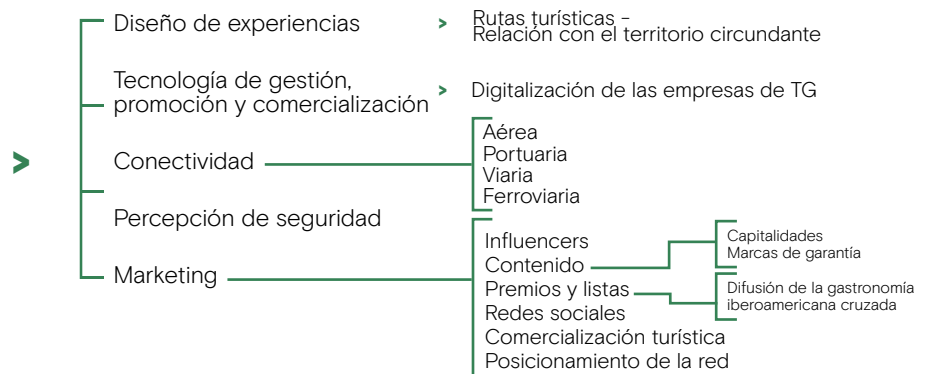 Diseño de experiencias
> Rutas turísticas –
Relación con el territorio circundante
Tecnología de gestión,
promoción y comercialización
> Digitalización de las empresas de TG
>
Conectividad
Aérea
Portuaria
Viaria
Ferroviaria
Percepción de seguridad
Marketing
Influencers
Contenido
Capitalidades
Marcas de garantía
Premios y listas
Difusión de la gastronomía
iberoamericana cruzada
Redes sociales
Comercialización turística
Posicionamiento de la red